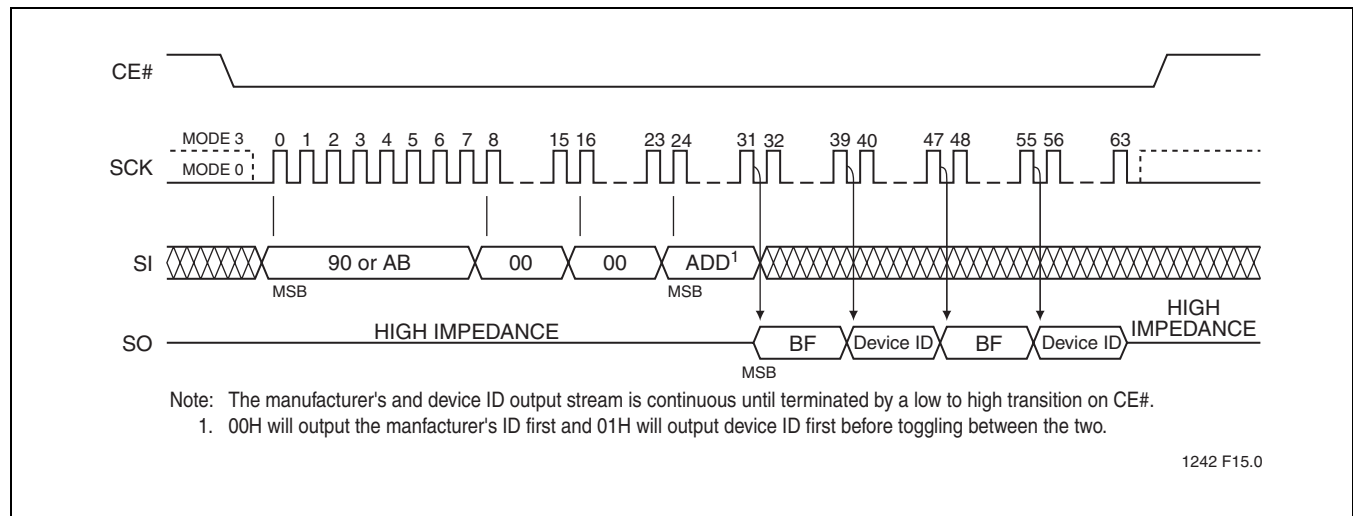 CE#
MODE 3
0 1 2 3 4 5 6 7 8 15 16 23 24 31 32 39 40 47 48 55 56 63
SCK
MODE 0
SI
90 or AB 00 00 ADD1
MSB MSB
HIGH IMPEDANCE
HIGH IMPEDANCE
SO
BF Device ID BF Device ID
MSB
Note: The manufacturer's and device ID output stream is continuous until terminated by a low to high transition on CE#.
1. 00H will output the manfacturer's ID first and 01H will output device ID first before toggling between the two.
1242 F15.0